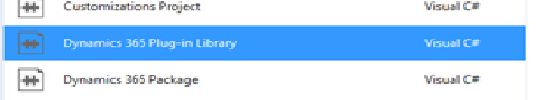 Customizations Project Visual C#
Dynamics 365 Plug-in Library Visual C#
Dynamics 365 Package Visual C#